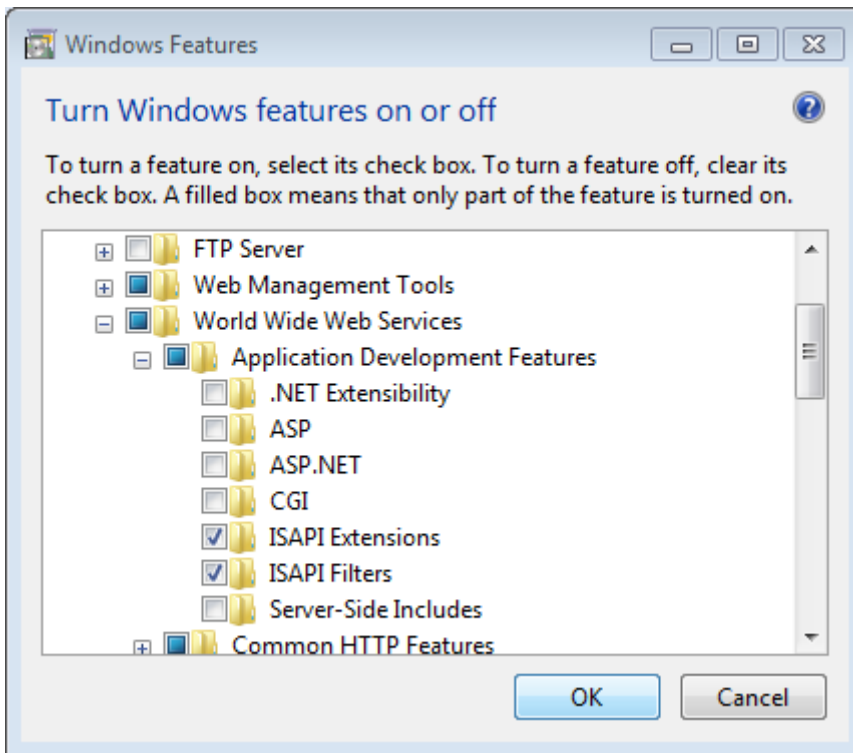 Windows Features
Turn Windows features on or off
To turn a feature on, select its check box. To turn a feature off, clear its
check box. A filled box means that only part of the feature is turned on.
FTP Server
Web Management Tools
World Wide Web Services
Application Development Features
.NET Extensibility
ASP
ASP.NET
CGI
ISAPI Extensions
ISAPI Filters
Server-Side Includes
Common HTTP Features
OK Cancel